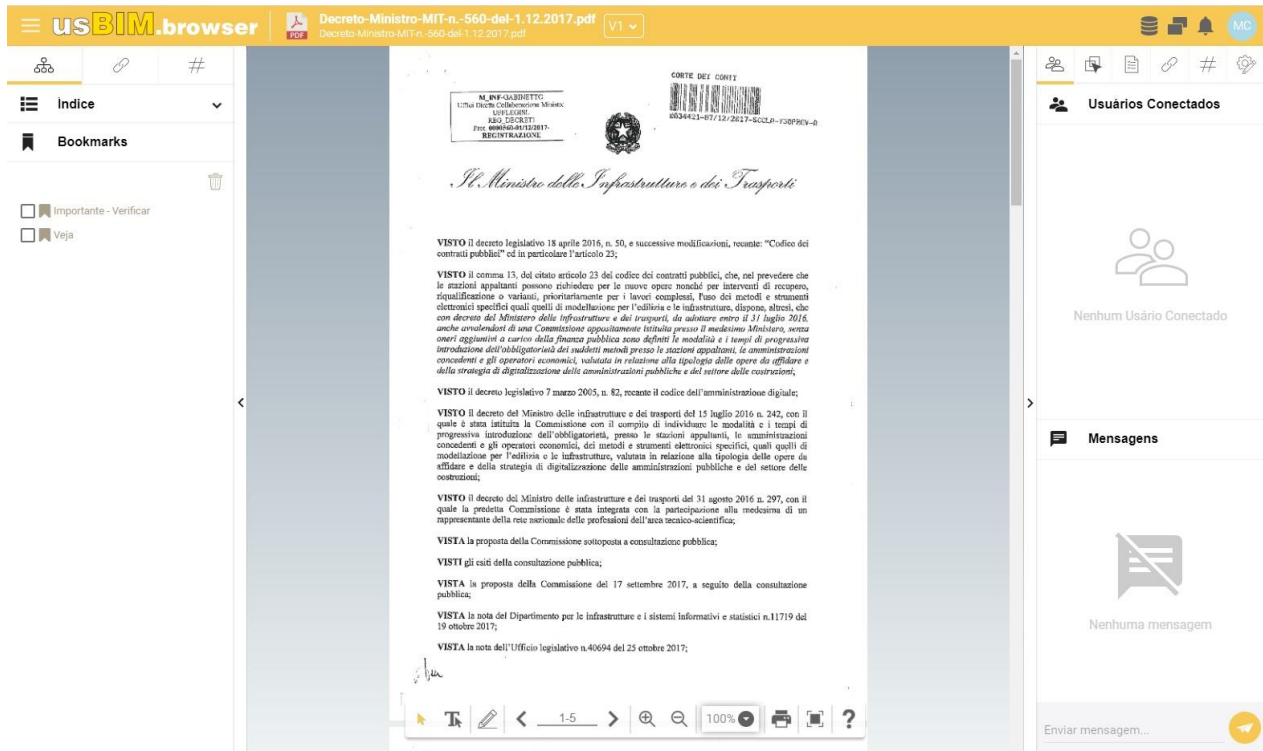 usBIM.browser
Decreto-Ministro-MIT-n.-560-del-1.12.2017.pdf
Decreto-Ministro-MIT-n.-560-del-1.12.2017.pdf
V1
MC
PDF
Índice
Bookmarks
Importante - Verificar
Veja
CORTE DEI CONTI
M_INF-GABINETTO
Uffici Diretta Collaborazione Ministro
UFFLEGISL
REG_DECRETI
Prot. 0000560-01/12/2017-
REGISTRAZIONE
Il Ministro delle Infrastrutture e dei Trasporti
VISTO il decreto legislativo 18 aprile 2016, n. 50, e successive modificazioni, recante: “Codice dei
contratti pubblici” ed in particolare l’articolo 23;
VISTO il comma 13, del citato articolo 23 del codice dei contratti pubblici, che, nel prevedere che
le stazioni appaltanti possono richiedere per le nuove opere nonché per interventi di recupero,
riqualificazione o varianti, prioritariamente per i lavori complessi, l'uso dei metodi e strumenti
elettronici specifici quali quelli di modellazione per l’edilizia e le infrastrutture, dispone, altresì, che
con decreto del Ministero delle infrastrutture e dei trasporti, da adottare entro il 31 luglio 2016,
anche avvalendosi di una Commissione appositamente istituita presso il medesimo Ministero, senza
oneri aggiuntivi a carico della finanza pubblica sono definiti le modalità e i tempi di progressiva
introduzione dell'obbligatorietà dei suddetti metodi presso le stazioni appaltanti, le amministrazioni
concedenti e gli operatori economici, valutata in relazione alla tipologia delle opere da affidare e
della strategia di digitalizzazione delle amministrazioni pubbliche e del settore delle costruzioni;
VISTO il decreto legislativo 7 marzo 2005, n. 82, recante il codice dell’amministrazione digitale;
VISTO il decreto del Ministro delle infrastrutture e dei trasporti del 15 luglio 2016 n. 242, con il
quale è stata istituita la Commissione con il compito di individuare le modalità e i tempi di
progressiva introduzione dell’obbligatorietà, presso le stazioni appaltanti, le amministrazioni
concedenti e gli operatori economici, dei metodi e strumenti elettronici specifici, quali quelli di
modellazione per l’edilizia e le infrastrutture, valutata in relazione alla tipologia delle opere da
affidare e della strategia di digitalizzazione delle amministrazioni pubbliche e del settore delle
costruzioni;
VISTO il decreto del Ministro delle infrastrutture e dei trasporti del 31 agosto 2016 n. 297, con il
quale la predetta Commissione è stata integrata con la partecipazione alla medesima di un
rappresentante della rete nazionale delle professioni dell’area tecnico-scientifica;
VISTA la proposta della Commissione sottoposta a consultazione pubblica;
VISTI gli esiti della consultazione pubblica;
VISTA la proposta della Commissione del 17 settembre 2017, a seguito della consultazione
pubblica;
VISTA la nota del Dipartimento per le infrastrutture e i sistemi informativi e statistici n.11719 del
19 ottobre 2017;
VISTA la nota dell’Ufficio legislativo n.40694 del 25 ottobre 2017;
1-5
100%
?
Usuários Conectados
Nenhum Usário Conectado
Mensagens
Nenhuma mensagem
Enviar mensagem...